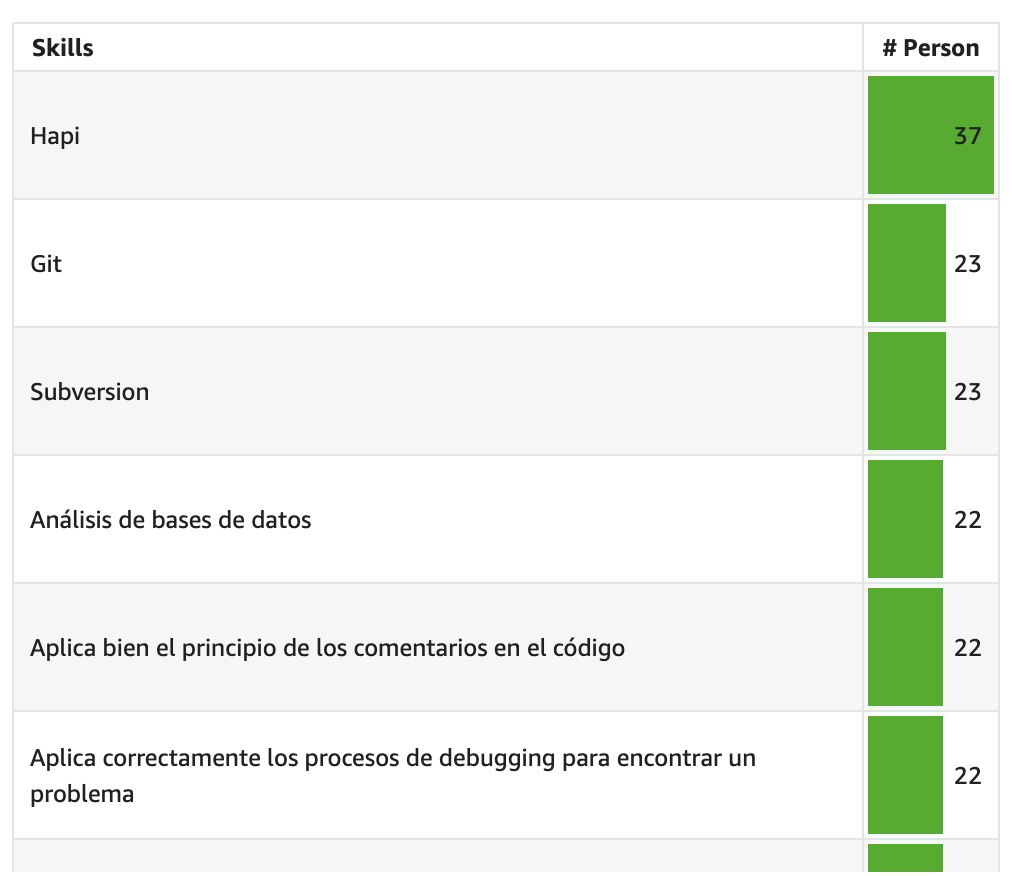 Skills # Person
Hapi 37
Git 23
Subversion 23
Análisis de bases de datos 22
Aplica bien el principio de los comentarios en el código 22
Aplica correctamente los procesos de debugging para encontrar un
problema 22